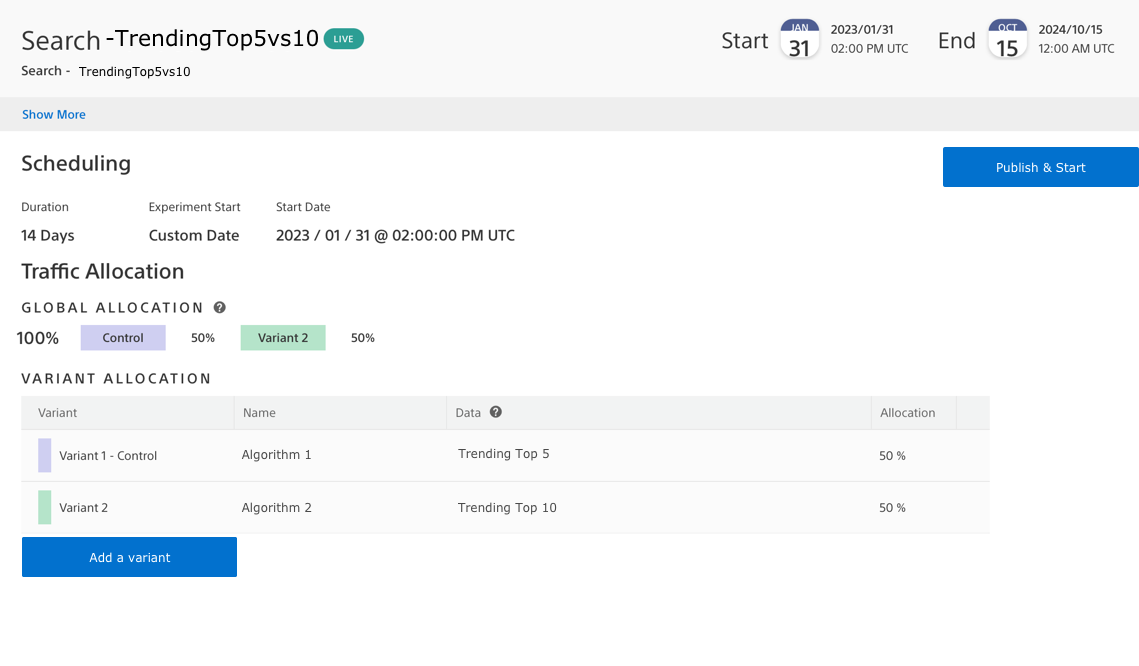 Search -TrendingTop5vs10 LIVE
Search - TrendingTop5vs10
Start JAN 31 2023/01/31 02:00 PM UTC
End OCT 15 2024/10/15 12:00 AM UTC
Show More
Scheduling
Publish & Start
Duration Experiment Start Start Date
14 Days Custom Date 2023 / 01 / 31 @ 02:00:00 PM UTC
Traffic Allocation
GLOBAL ALLOCATION ?
100% Control 50% Variant 2 50%
VARIANT ALLOCATION
Variant Name Data ? Allocation
Variant 1 - Control Algorithm 1 Trending Top 5 50 %
Variant 2 Algorithm 2 Trending Top 10 50 %
Add a variant